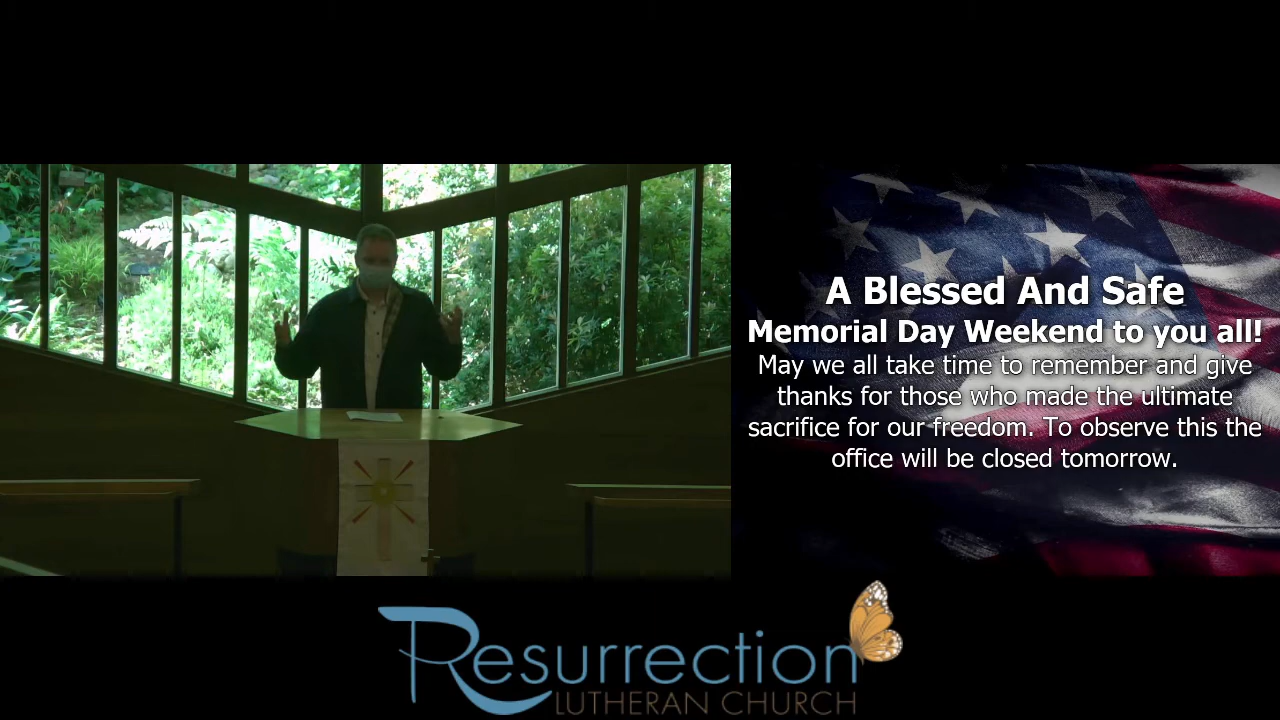 A Blessed And Safe
Memorial Day Weekend to you all!
May we all take time to remember and give
thanks for those who made the ultimate
sacrifice for our freedom. To observe this the
office will be closed tomorrow.
Resurrection
LUTHERAN CHURCH